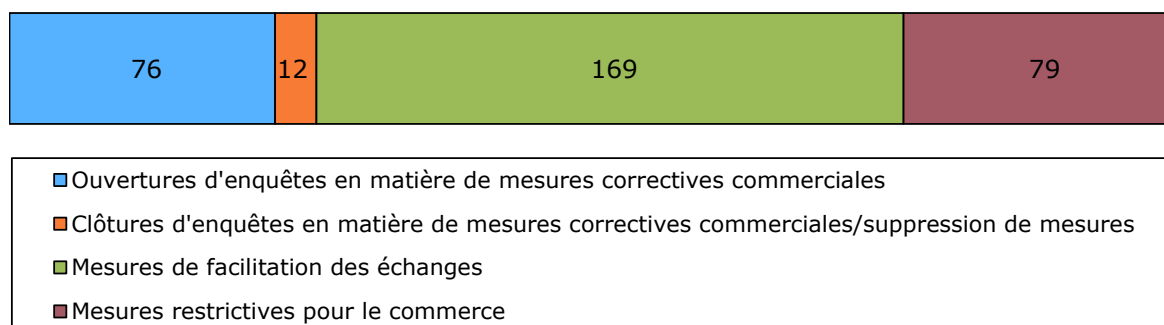 76 12 169 79
Ouvertures d'enquêtes en matière de mesures correctives commerciales
Clôtures d'enquêtes en matière de mesures correctives commerciales/suppression de mesures
Mesures de facilitation des échanges
Mesures restrictives pour le commerce